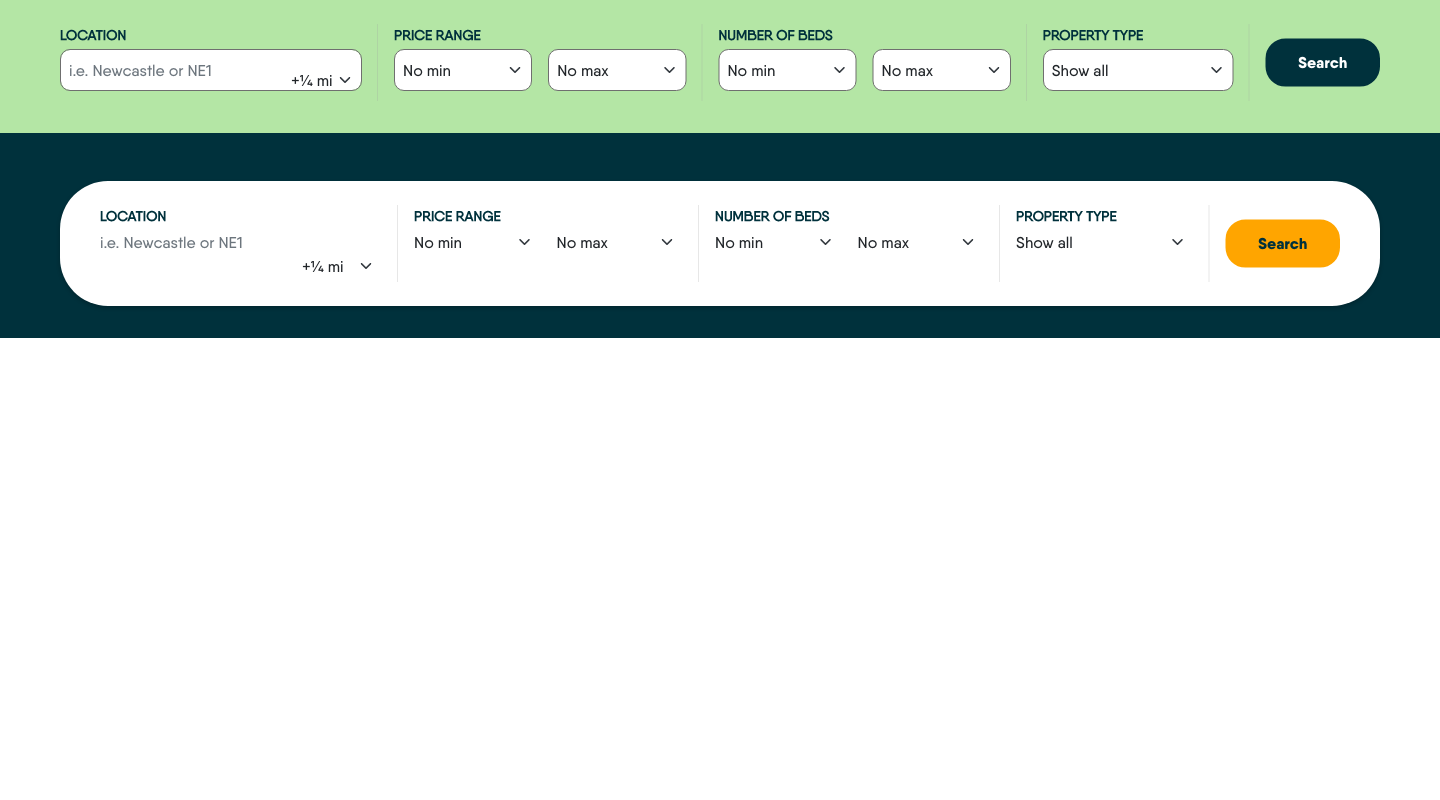 LOCATION PRICE RANGE NUMBER OF BEDS PROPERTY TYPE
i.e. Newcastle or NE1 +¼ mi No min No max No min No max Show all Search
LOCATION PRICE RANGE NUMBER OF BEDS PROPERTY TYPE
i.e. Newcastle or NE1 No min No max No min No max Show all Search
+¼ mi